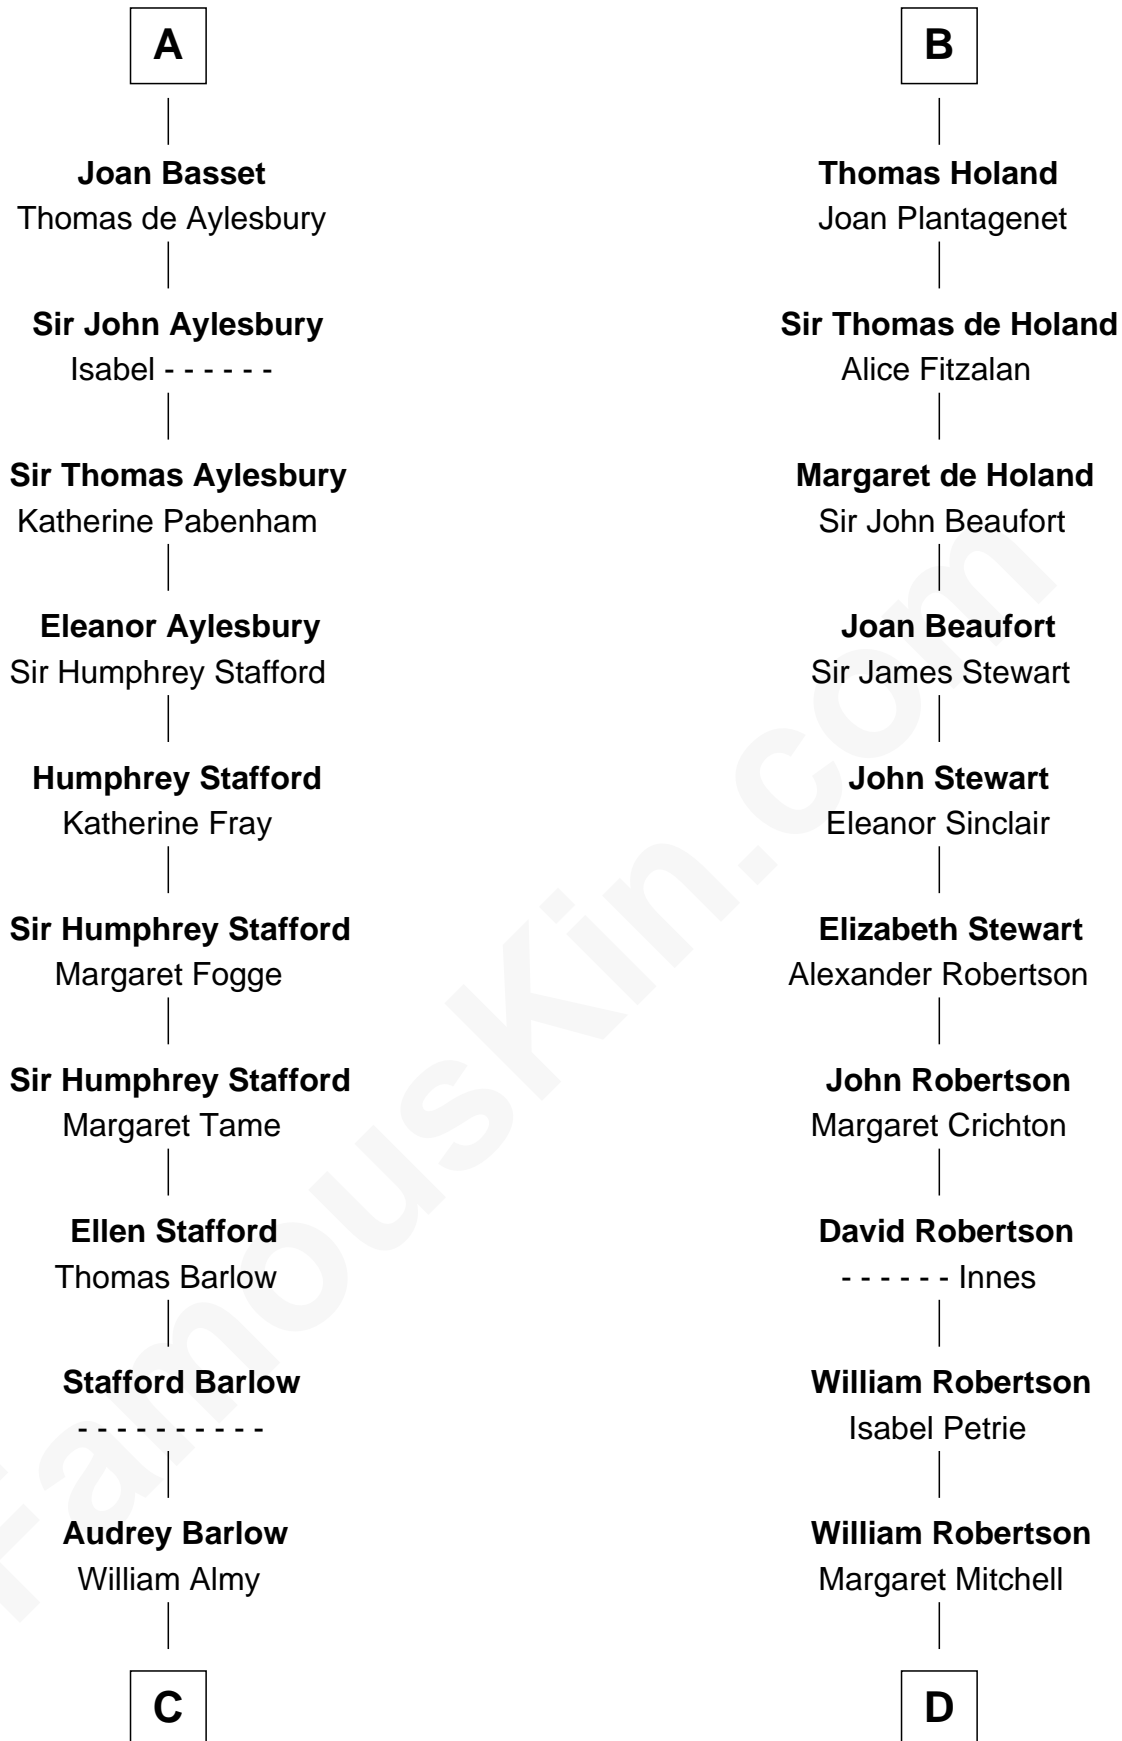 A
Joan Basset
Thomas de Aylesbury
Sir John Aylesbury
Isabel - - - - - -
Sir Thomas Aylesbury
Katherine Pabenham
Eleanor Aylesbury
Sir Humphrey Stafford
Humphrey Stafford
Katherine Fray
Sir Humphrey Stafford
Margaret Fogge
Sir Humphrey Stafford
Margaret Tame
Ellen Stafford
Thomas Barlow
Stafford Barlow
- - - - - - - - - -
Audrey Barlow
William Almy
C
B
Thomas Holand
Joan Plantagenet
Sir Thomas de Holand
Alice Fitzalan
Margaret de Holand
Sir John Beaufort
Joan Beaufort
Sir James Stewart
John Stewart
Eleanor Sinclair
Elizabeth Stewart
Alexander Robertson
John Robertson
Margaret Crichton
David Robertson
- - - - - - Innes
William Robertson
Isabel Petrie
William Robertson
Margaret Mitchell
D
FamousKin.com